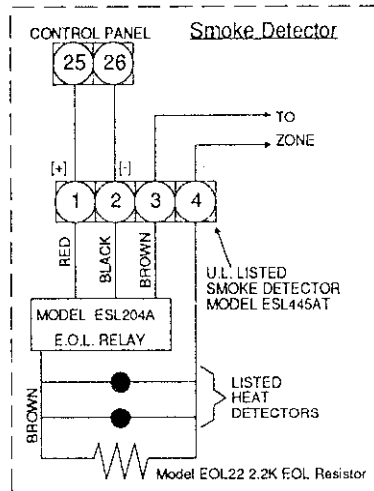 CONTROL PANEL
Smoke Detector
25 26
TO
ZONE
[+] [-]
1 2 3 4
RED
BLACK
BROWN
U.L. LISTED
SMOKE DETECTOR
MODEL ESL445AT
MODEL ESL204A
E.O.L. RELAY
LISTED
HEAT
DETECTORS
BROWN
Model EOL22 2.2K EOL Resistor